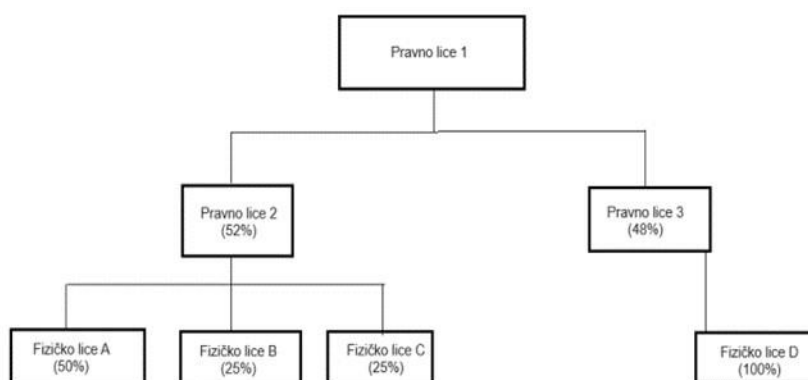 Pravno lice 1
Pravno lice 2
(52%)
Pravno lice 3
(48%)
Fizičko lice A
(50%)
Fizičko lice B
(25%)
Fizičko lice C
(25%)
Fizičko lice D
(100%)